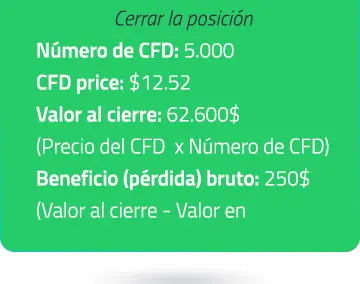 Cerrar la posición
Número de CFD: 5.000
CFD price: $12.52
Valor al cierre: 62.600$
(Precio del CFD x Número de CFD)
Beneficio (pérdida) bruto: 250$
(Valor al cierre - Valor en